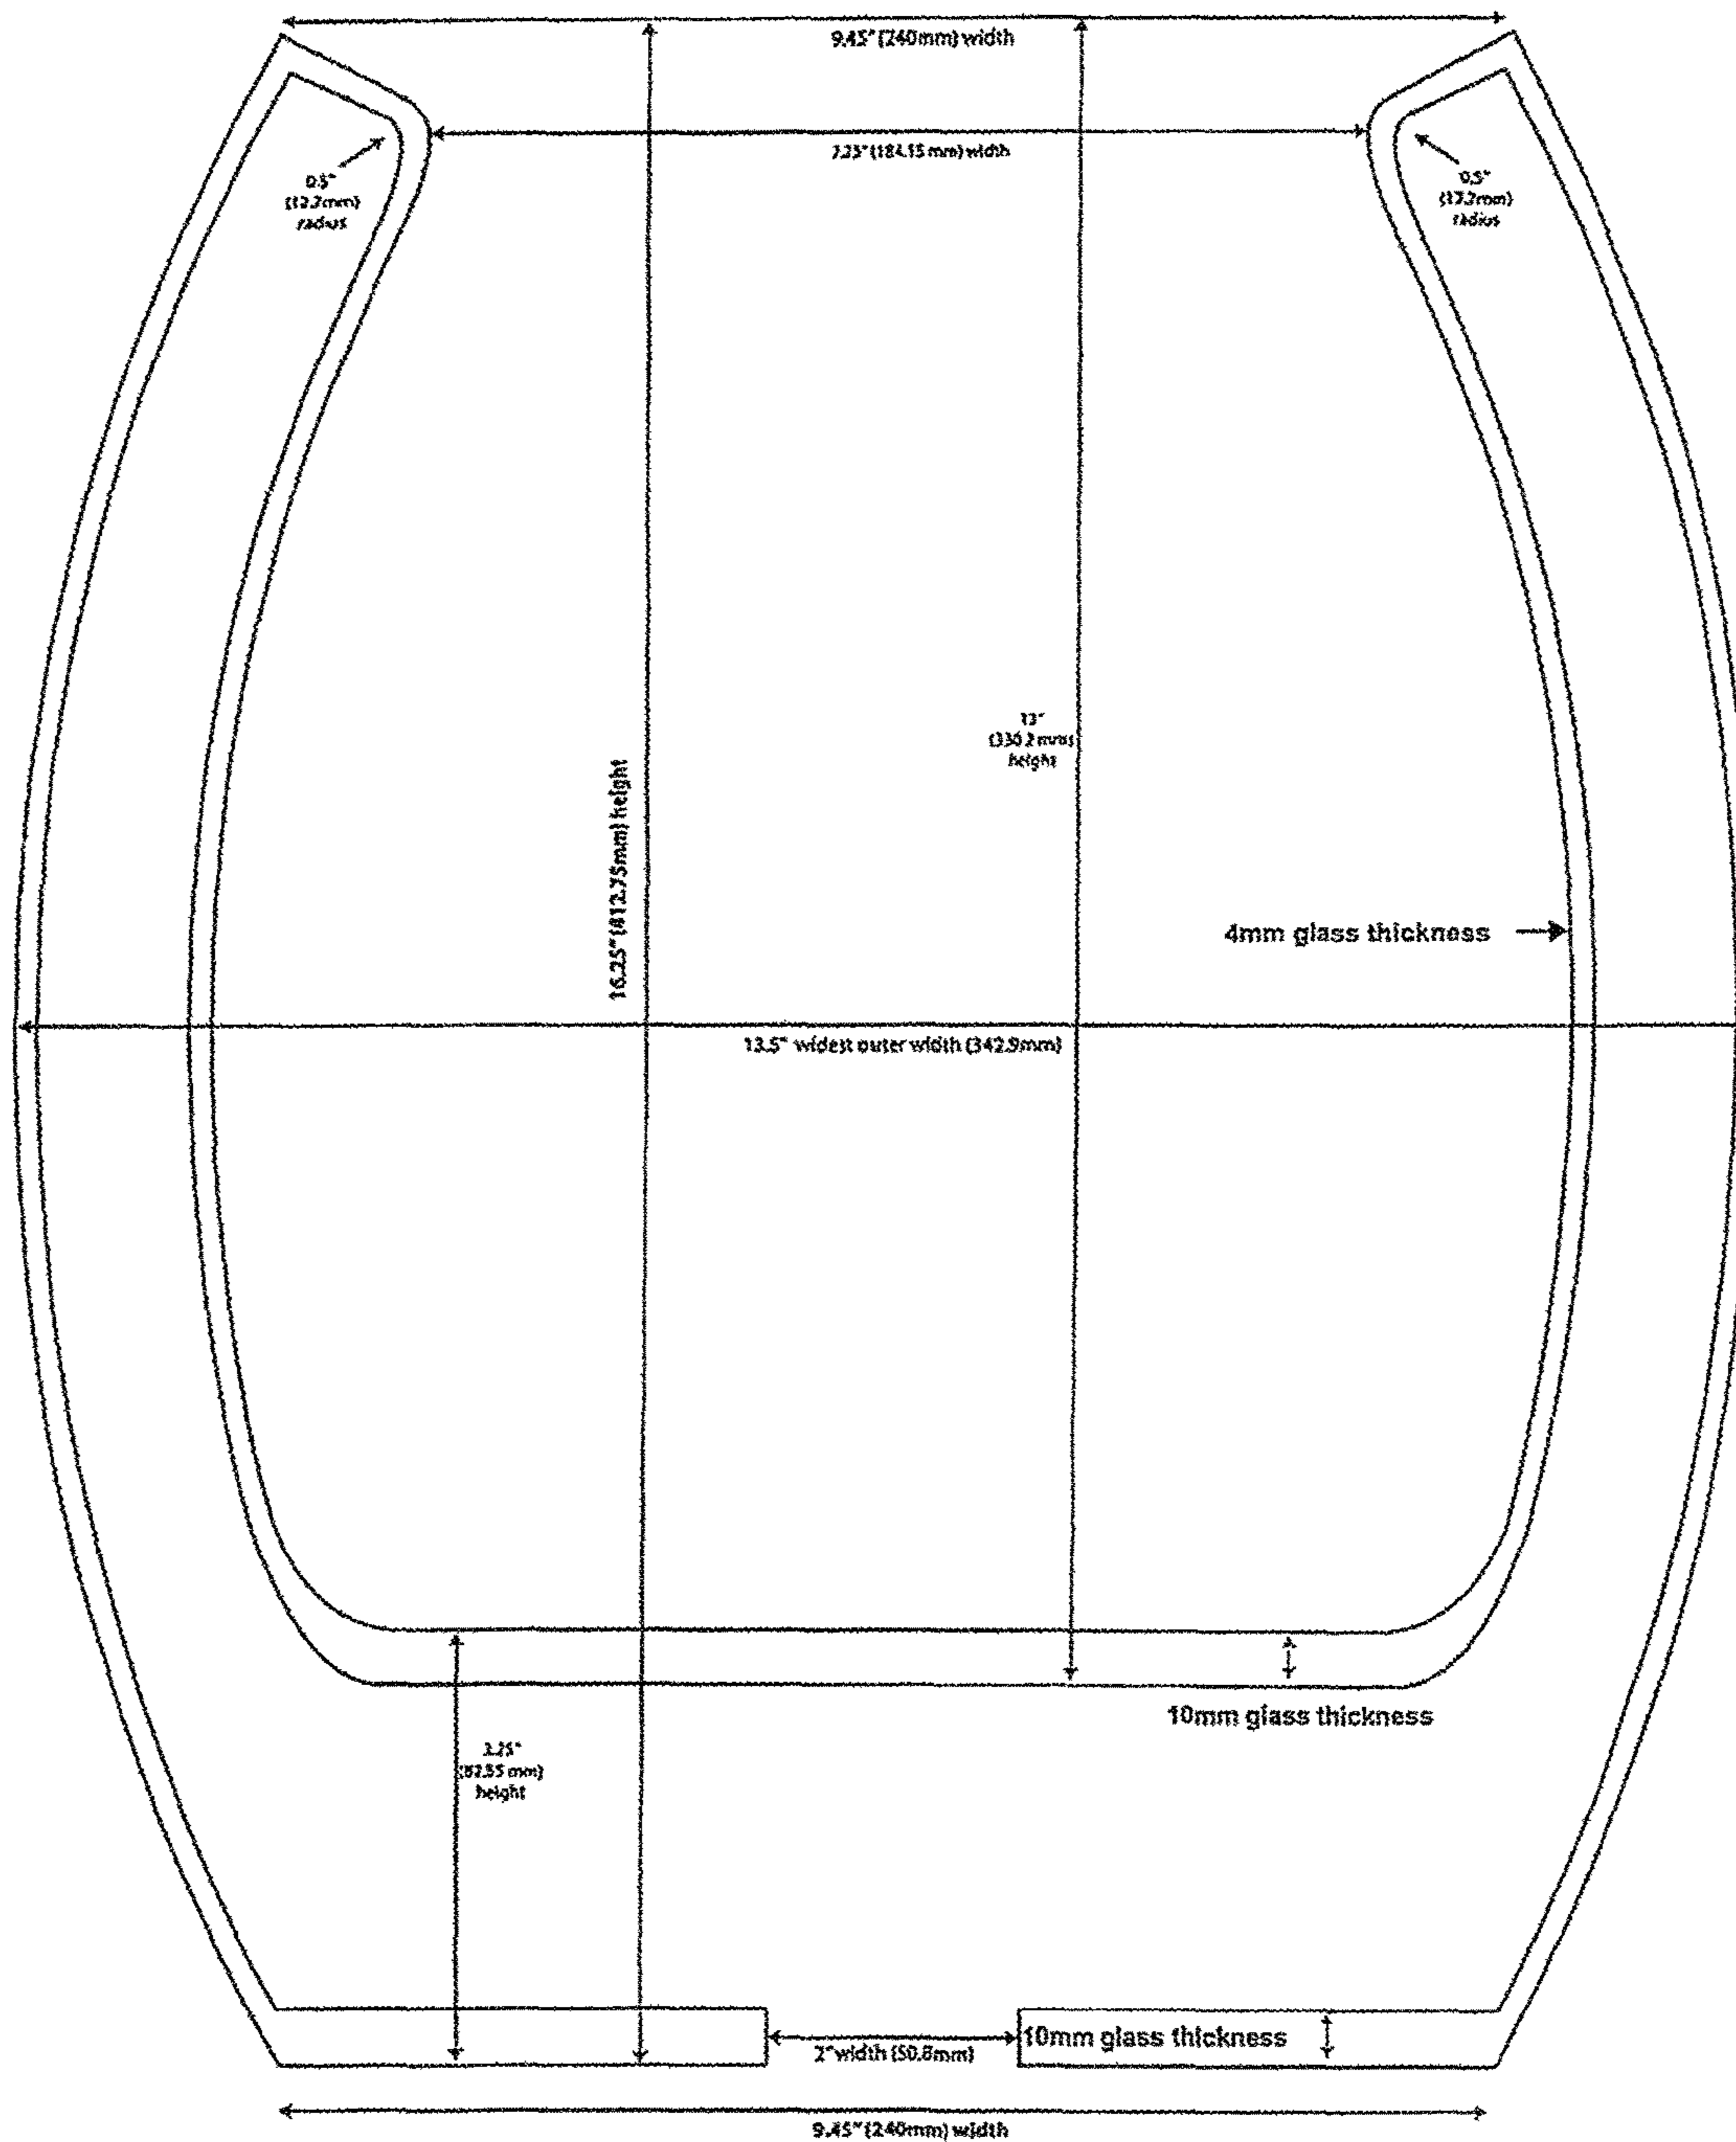 9.45" (240mm) width
7.25" (184.15 mm) width
0.5"
(12.7mm)
radius
0.5"
(12.7mm)
radius
13"
(330.2 mm)
height
16.25" (412.75mm) height
4mm glass thickness
13.5" widest outer width (342.9mm)
10mm glass thickness
3.25"
(82.55 mm)
height
10mm glass thickness
2" width (50.8mm)
9.45" (240mm) width